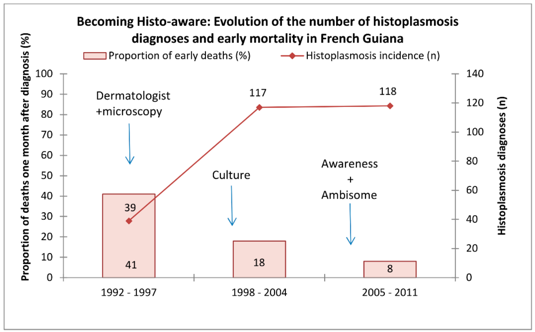 Becoming Histo-aware: Evolution of the number of histoplasmosis
diagnoses and early mortality in French Guiana
Proportion of early deaths (%)
Histoplasmosis incidence (n)
Proportion of deaths one month after diagnosis (%)
100
90
80
70
60
50
40
30
20
10
0
Dermatologist
+microscopy
39
41
Culture
117
18
118
Awareness
+
Ambisome
8
140
120
100
80
60
40
20
0
Histoplasmosis diagnoses (n)
1992 - 1997
1998 - 2004
2005 - 2011